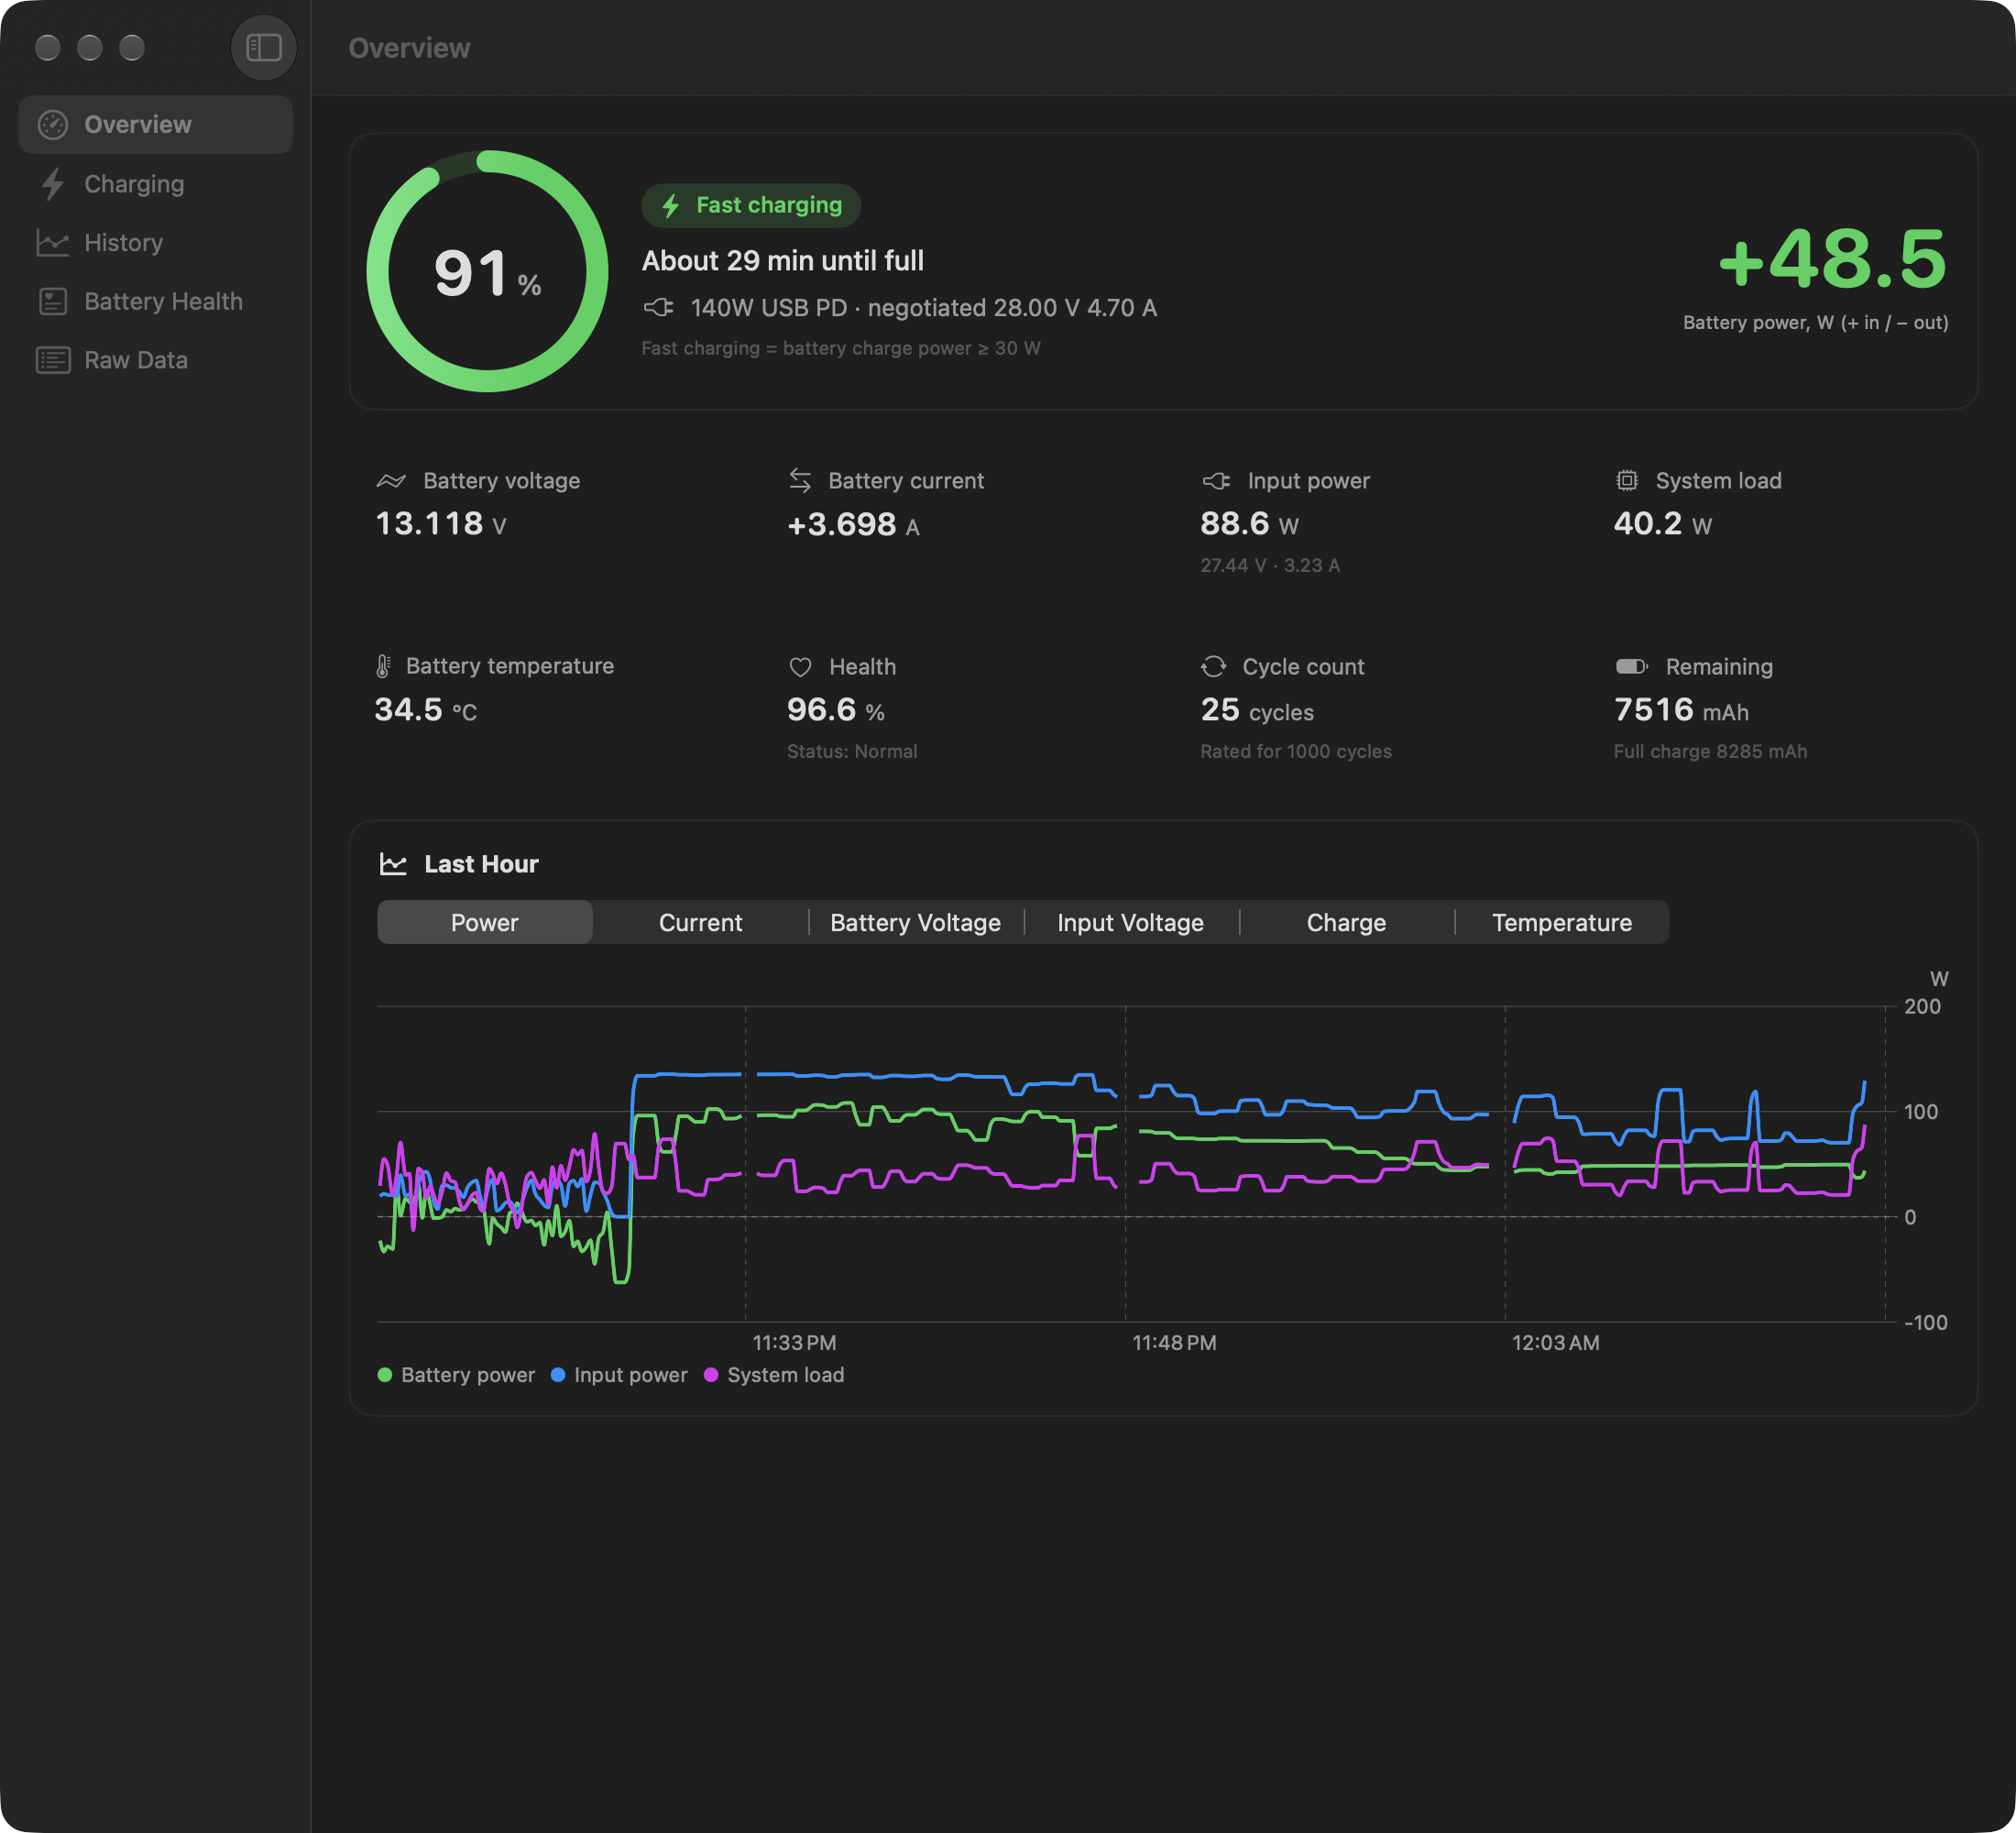 Overview
Overview
Charging
History
Battery Health
Raw Data
91 %
Fast charging
About 29 min until full
140W USB PD · negotiated 28.00 V 4.70 A
Fast charging = battery charge power ≥ 30 W
+48.5
Battery power, W (+ in / – out)
Battery voltage
13.118 V
Battery current
+3.698 A
Input power
88.6 W
27.44 V · 3.23 A
System load
40.2 W
Battery temperature
34.5 °C
Health
96.6 %
Status: Normal
Cycle count
25 cycles
Rated for 1000 cycles
Remaining
7516 mAh
Full charge 8285 mAh
Last Hour
Power Current Battery Voltage Input Voltage Charge Temperature
W
200
100
0
-100
11:33 PM 11:48 PM 12:03 AM
Battery power Input power System load